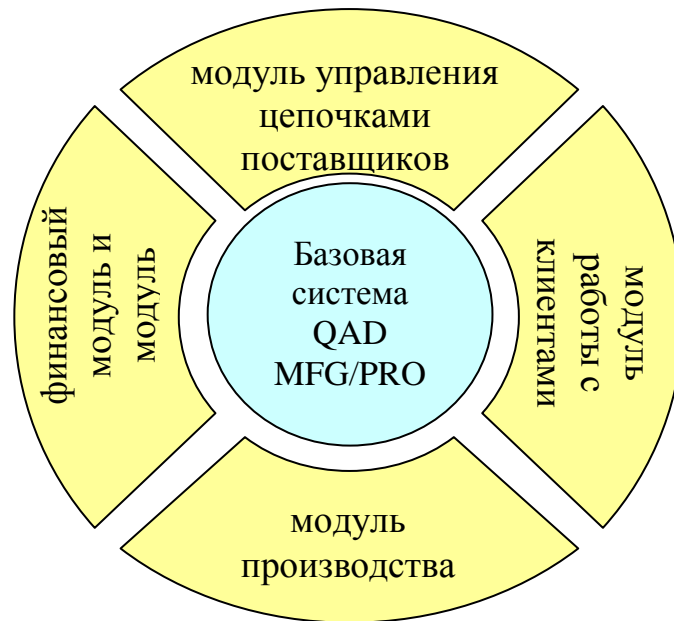 модуль управления
цепочками
поставщиков
финансовый
модуль и
модуль
Базовая
система
QAD
MFG/PRO
модуль
работы с
клиентами
модуль
производства